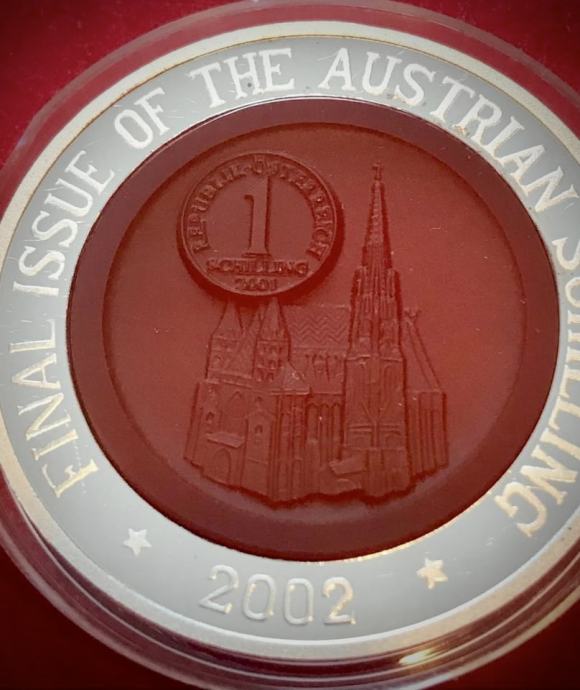 FINAL ISSUE OF THE AUSTRIAN SCHILLING
REPUBLIK·ÖSTERREICH
1
SCHILLING
2001
2002